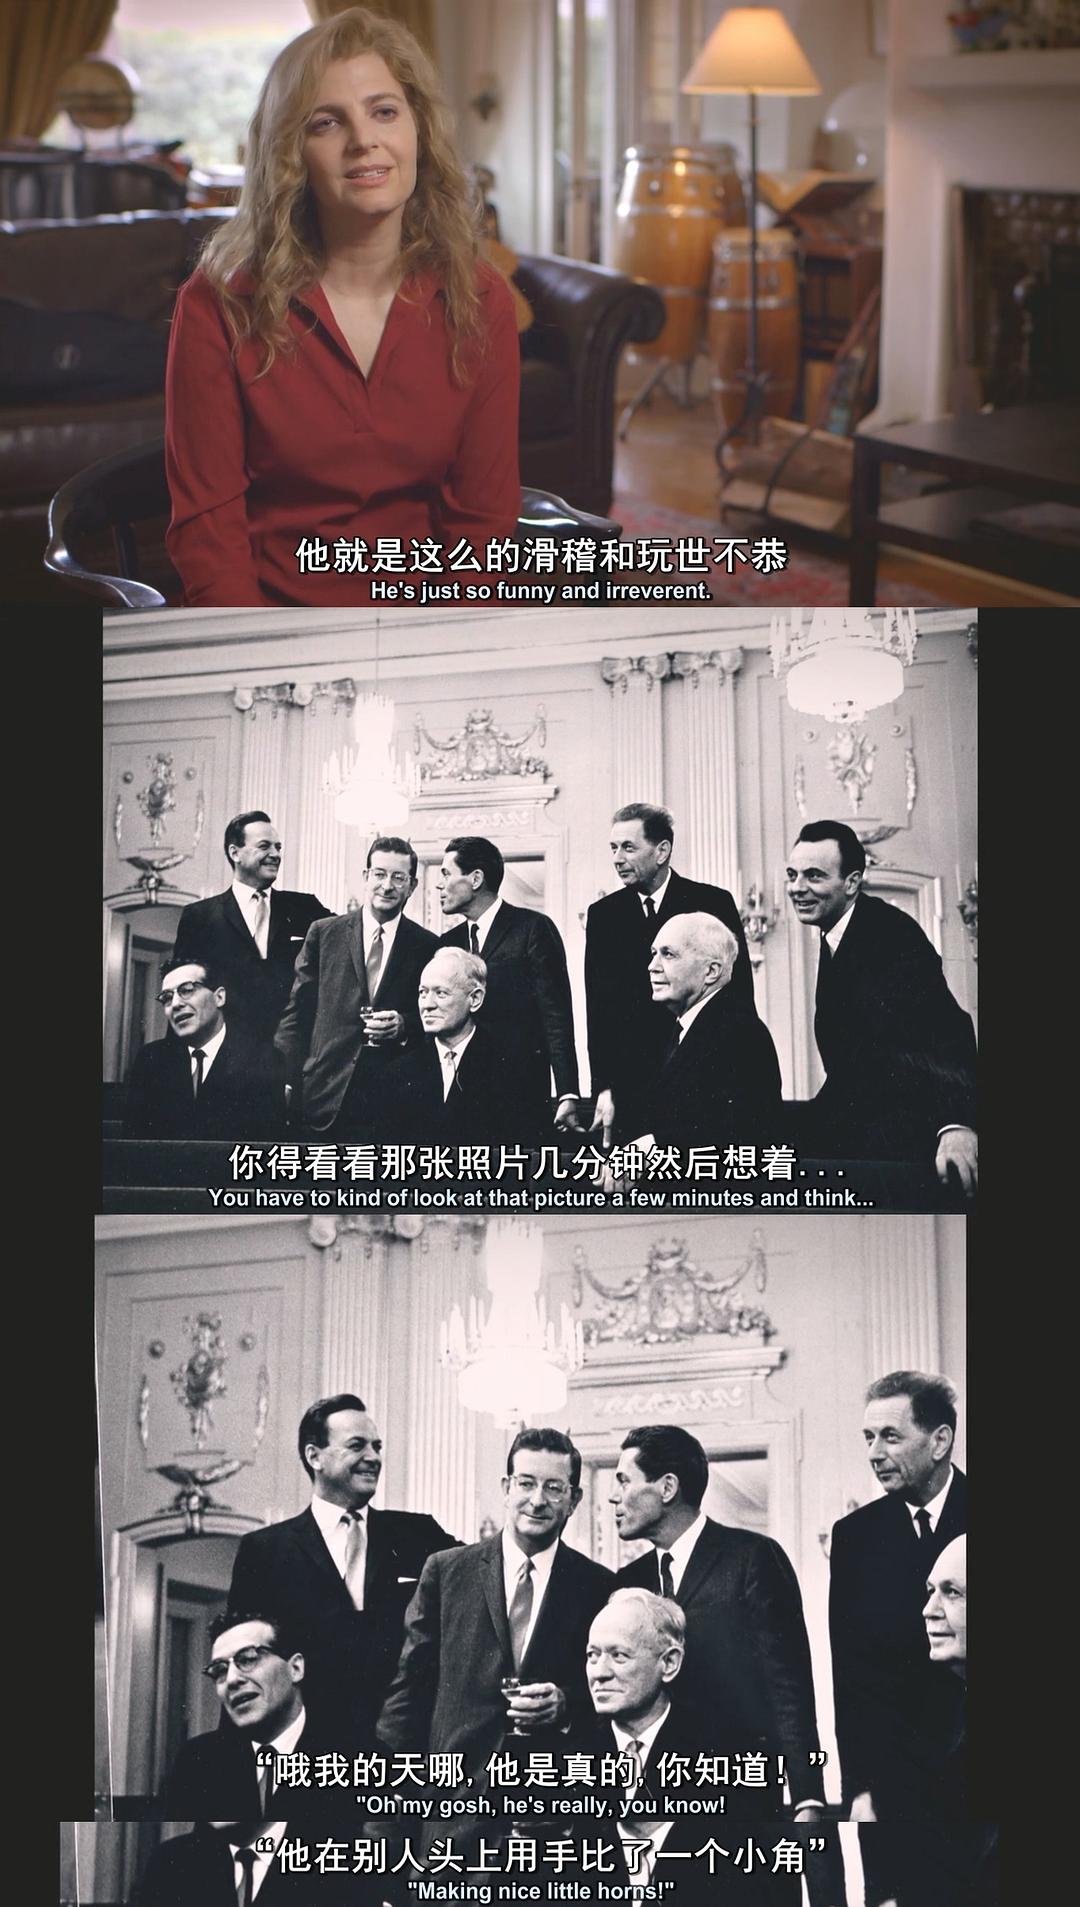 他就是这么的滑稽和玩世不恭
He's just so funny and irreverent.
你得看看那张照片几分钟然后想着...
You have to kind of look at that picture a few minutes and think...
“哦我的天哪,他是真的,你知道！”
"Oh my gosh, he's really, you know!
“他在别人头上用手比了一个小角”
"Making nice little horns!"